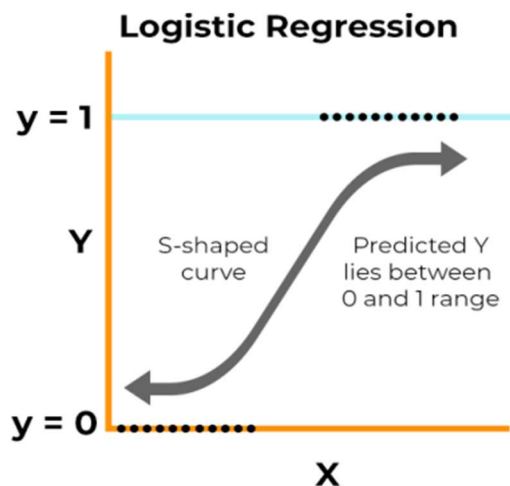 Logistic Regression
y = 1
Y
S-shaped
curve
Predicted Y
lies between
0 and 1 range
y = 0
X